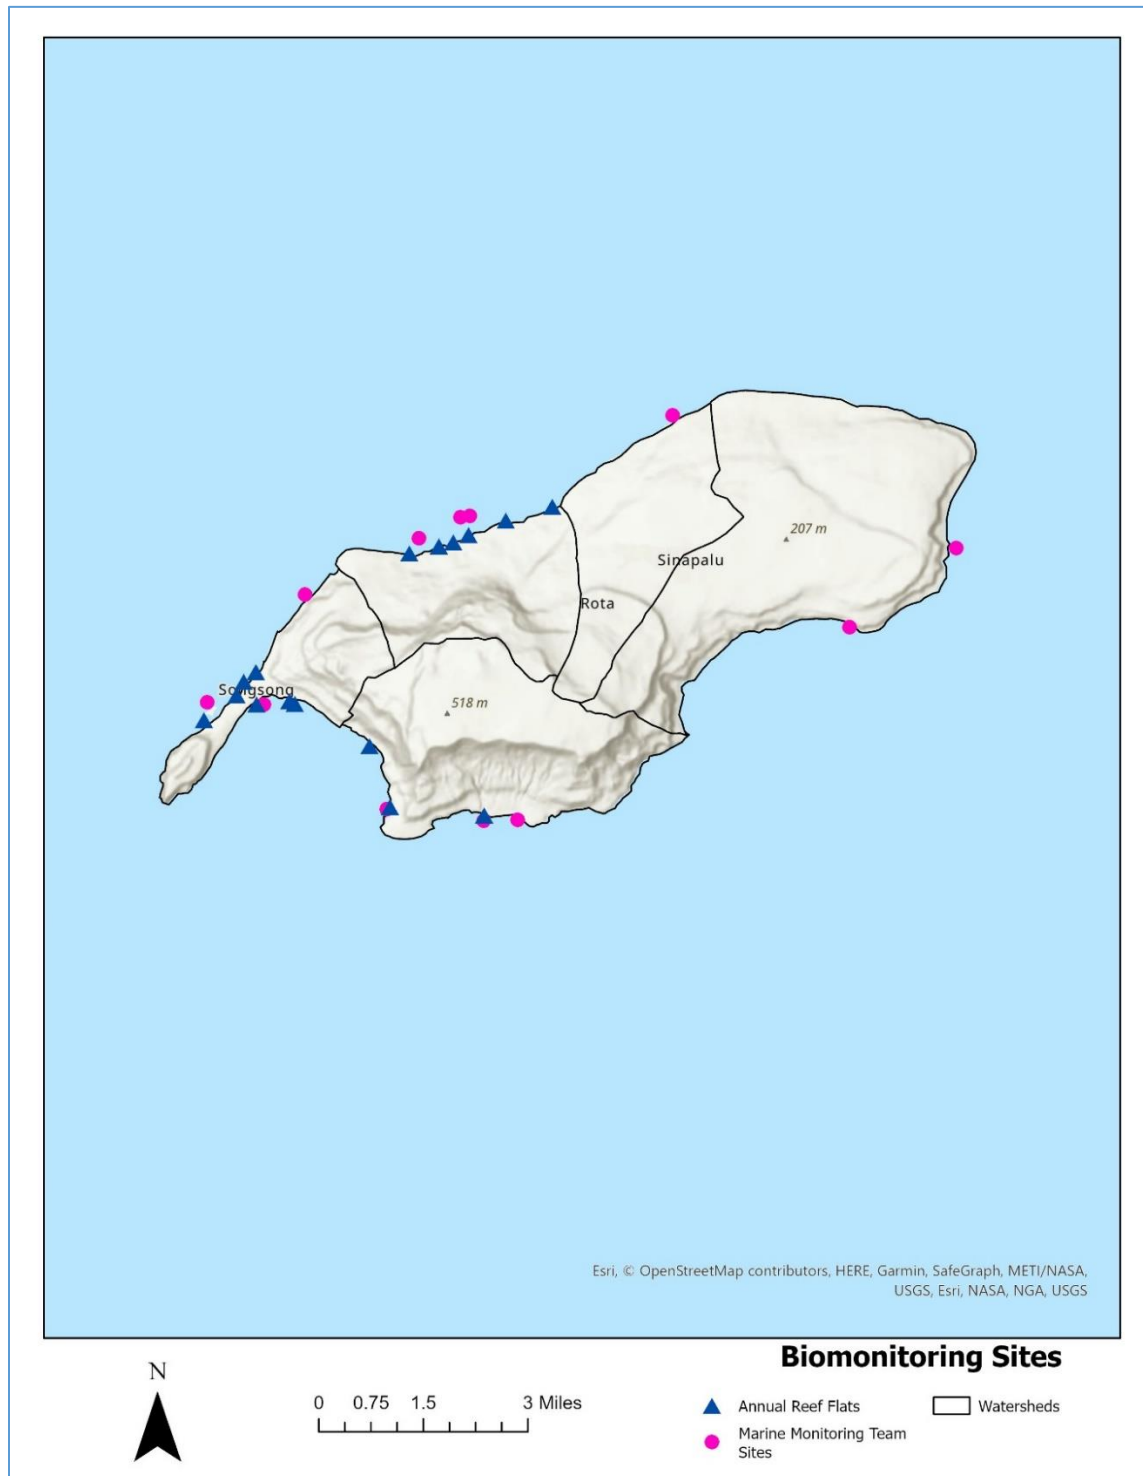 207 m
Sinapalu
Rota
Songsong
518 m
Esri, © OpenStreetMap contributors, HERE, Garmin, SafeGraph, METI/NASA,
USGS, Esri, NASA, NGA, USGS
Biomonitoring Sites
N
0 0.75 1.5 3 Miles
Annual Reef Flats
Watersheds
Marine Monitoring Team
Sites